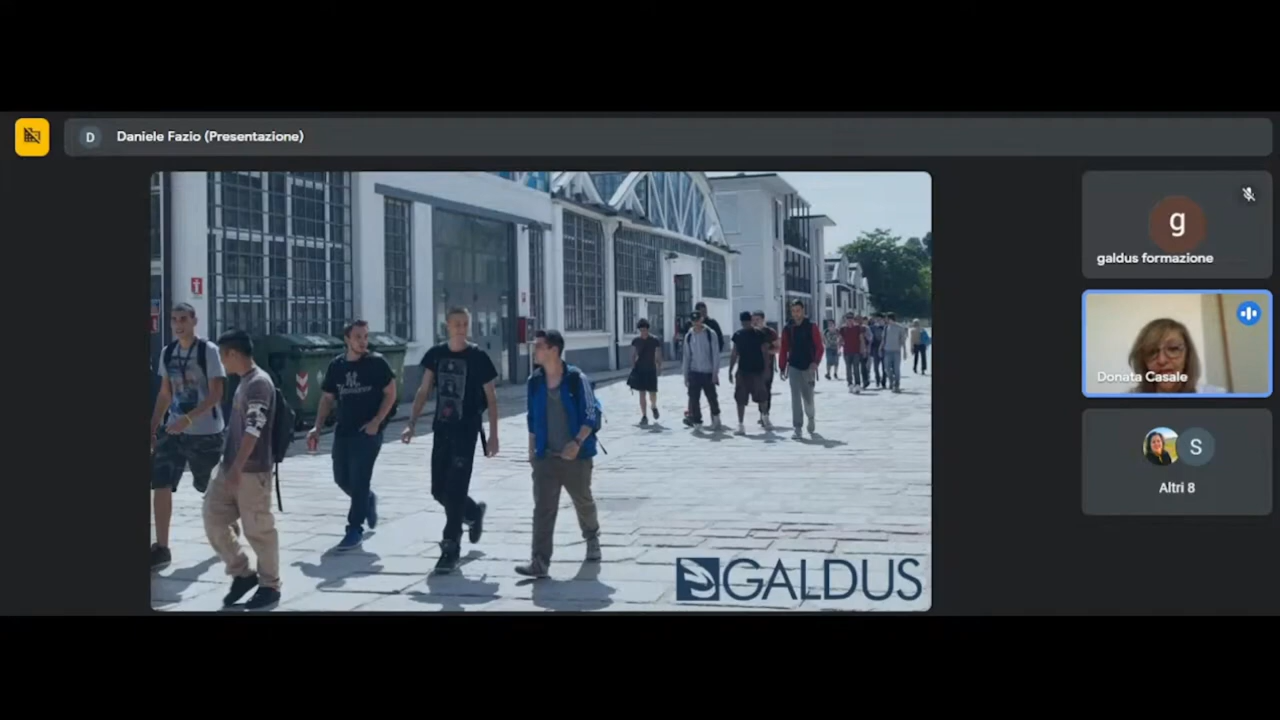 D Daniele Fazio (Presentazione)
g
galdus formazione
Donata Casale
S
Altri 8
GALDUS